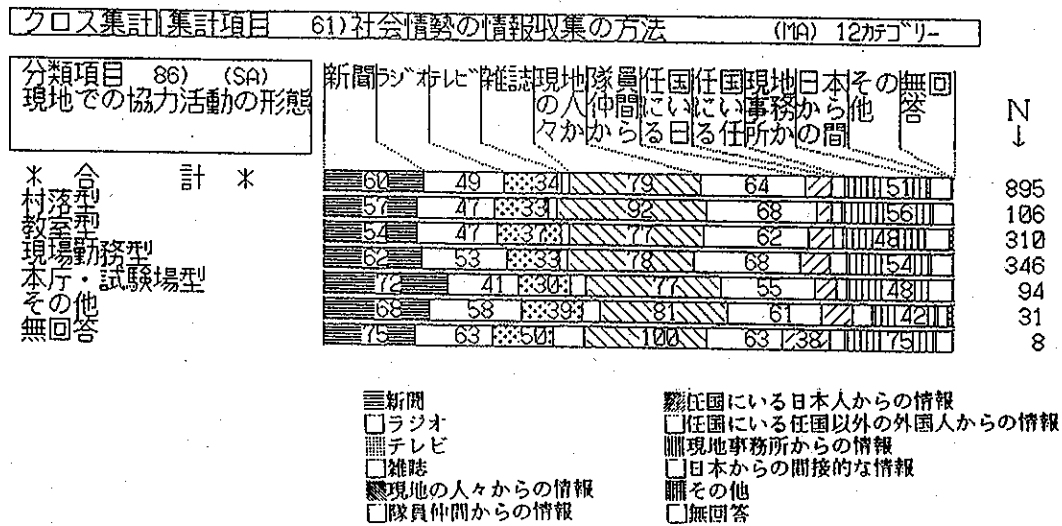 クロス集計 集計項目 61)社会情勢の情報収集の方法 (MA) 12カテゴリー
分類項目 86) (SA)
現地での協力活動の形態
新聞 ラジオ テレビ 雑誌 現地の人々か 隊員仲間から 任国にいる日 任国にいる任 現地事務所か 日本からの間 その他 無回答
N
↓
* 合 計 * 60 49 34 79 64 51 895
村落型 57 47 33 92 68 56 106
教室型 54 47 37 77 62 48 310
現場勤務型 62 53 33 78 68 54 346
本庁・試験場型 72 41 30 77 55 48 94
その他 68 58 39 81 61 42 31
無回答 75 63 50 100 63 38 75 8
新聞
ラジオ
テレビ
雑誌
現地の人々からの情報
隊員仲間からの情報
任国にいる日本人からの情報
任国にいる任国以外の外国人からの情報
現地事務所からの情報
日本からの間接的な情報
その他
無回答